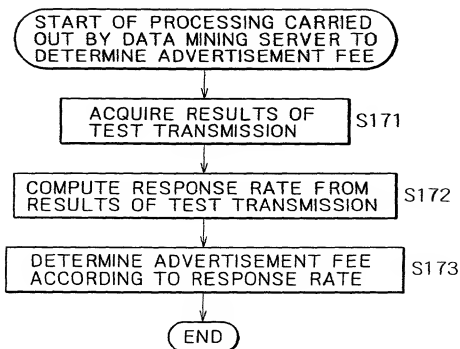 START OF PROCESSING CARRIED
OUT BY DATA MINING SERVER TO
DETERMINE ADVERTISEMENT FEE
ACQUIRE RESULTS OF
TEST TRANSMISSION
S171
COMPUTE RESPONSE RATE FROM
RESULTS OF TEST TRANSMISSION
S172
DETERMINE ADVERTISEMENT FEE
ACCORDING TO RESPONSE RATE
S173
END